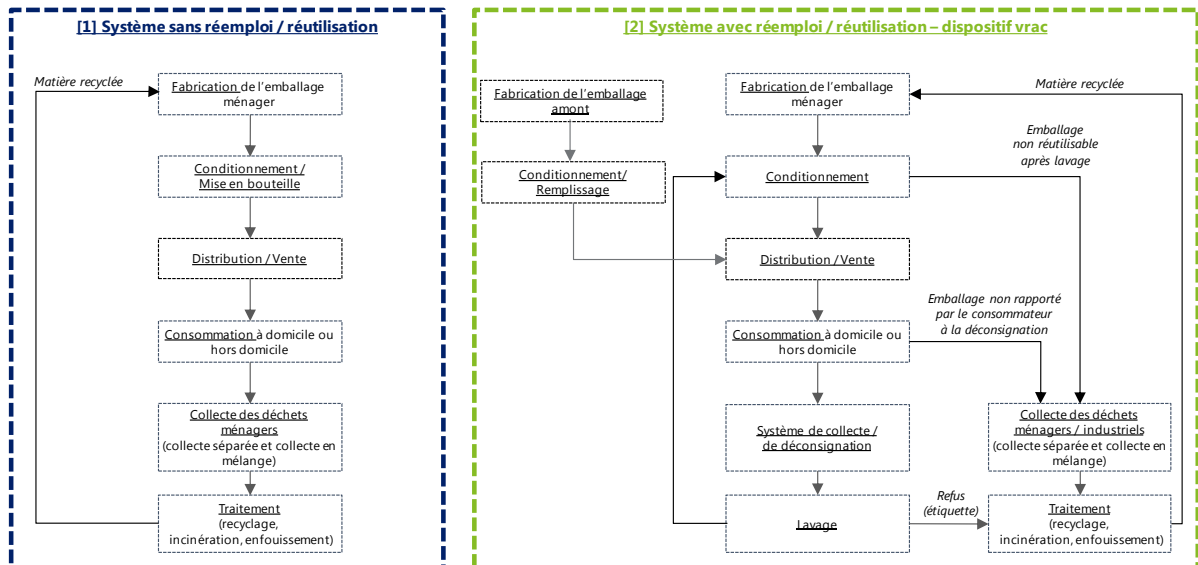 [1] Système sans réemploi / réutilisation
Matière recyclée
Fabrication de l'emballage
ménager
Conditionnement /
Mise en bouteille
Distribution / Vente
Consommation à domicile ou
hors domicile
Collecte des déchets
ménagers
(collecte séparée et collecte en
mélange)
Traitement
(recyclage,
incinération, enfouissement)
[2] Système avec réemploi / réutilisation – dispositif vrac
Fabrication de l'emballage
amont
Conditionnement/
Remplissage
Fabrication de l'emballage
ménager
Matière recyclée
Emballage
non réutilisable
après lavage
Conditionnement
Distribution / Vente
Emballage non rapporté
par le consommateur
à la déconsignation
Consommation à domicile ou
hors domicile
Système de collecte /
de déconsignation
Collecte des déchets
ménagers / industriels
(collecte séparée et collecte en
mélange)
Lavage
Refus
(étiquette)
Traitement
(recyclage,
incinération, enfouissement)